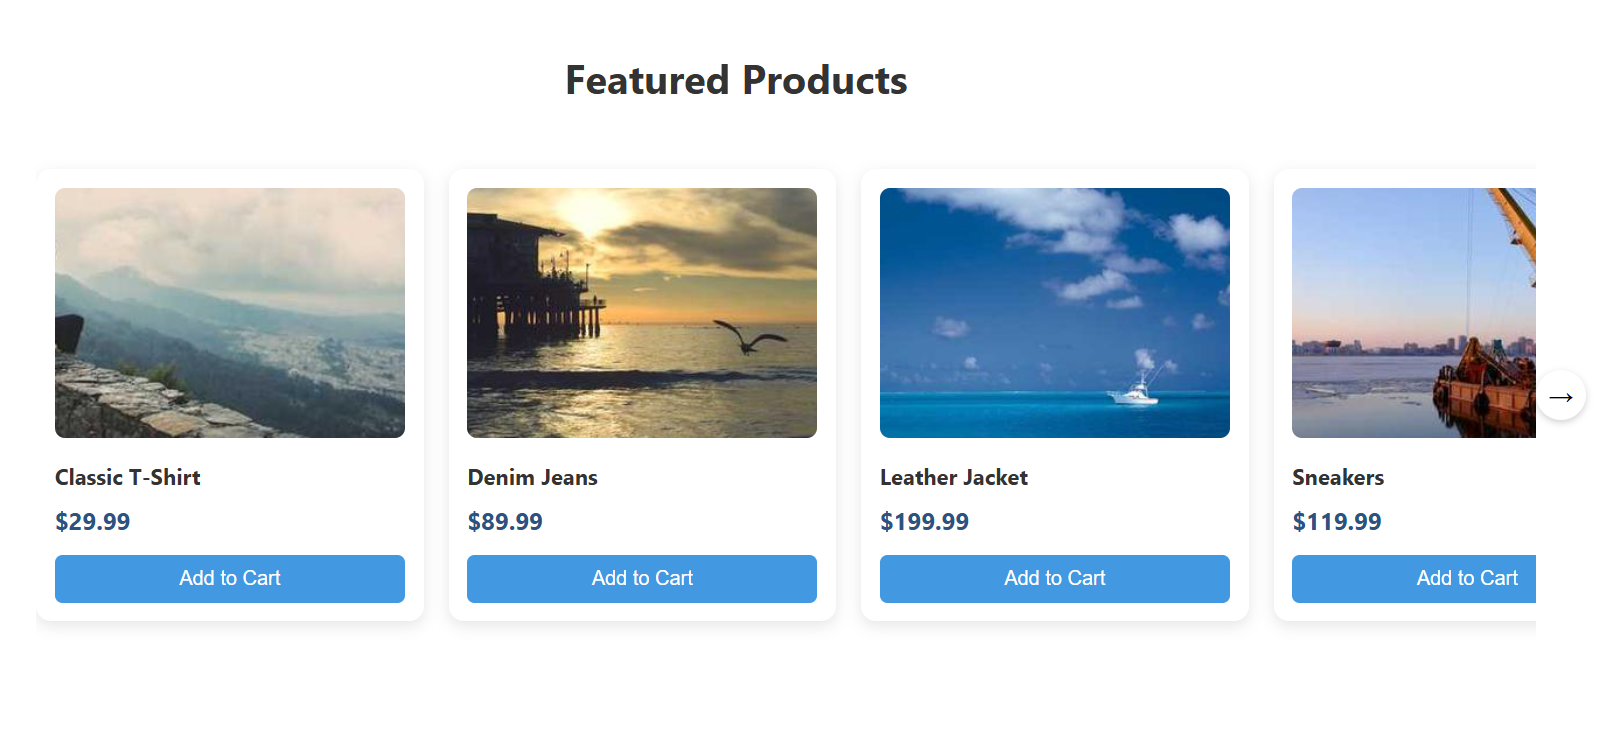 Featured Products
Classic T-Shirt
$29.99
Add to Cart
Denim Jeans
$89.99
Add to Cart
Leather Jacket
$199.99
Add to Cart
Sneakers
$119.99
Add to Cart
→